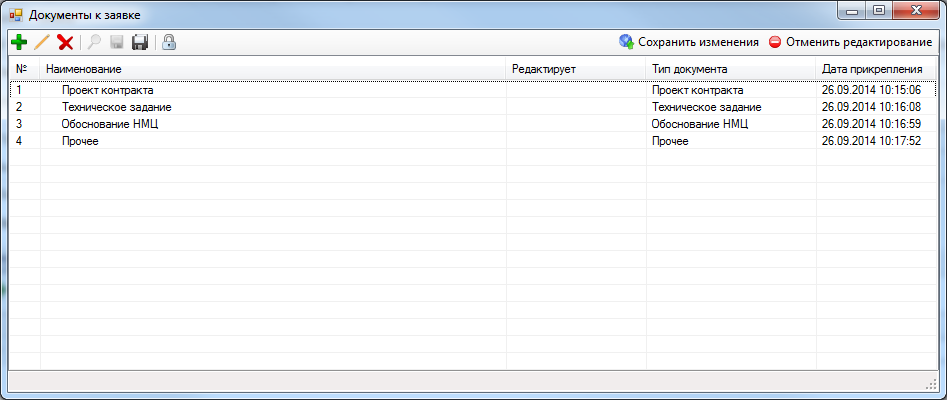 Документы к заявке
Сохранить изменения Отменить редактирование
№ Наименование Редактирует Тип документа Дата прикрепления
1 Проект контракта Проект контракта 26.09.2014 10:15:06
2 Техническое задание Техническое задание 26.09.2014 10:16:08
3 Обоснование НМЦ Обоснование НМЦ 26.09.2014 10:16:59
4 Прочее Прочее 26.09.2014 10:17:52